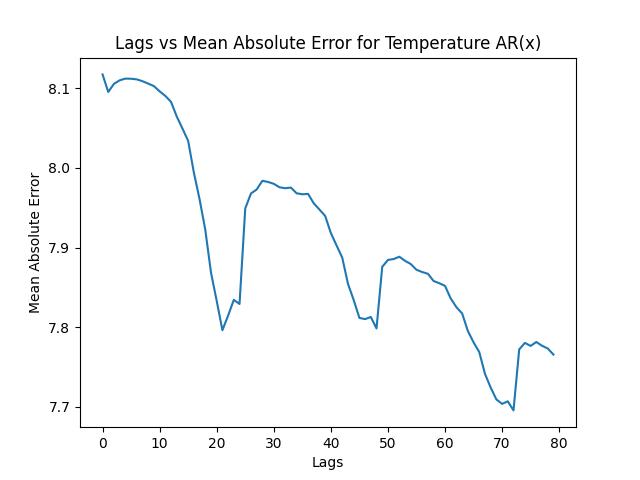 Lags vs Mean Absolute Error for Temperature AR(x)
Mean Absolute Error
8.1
8.0
7.9
7.8
7.7
0 10 20 30 40 50 60 70 80
Lags